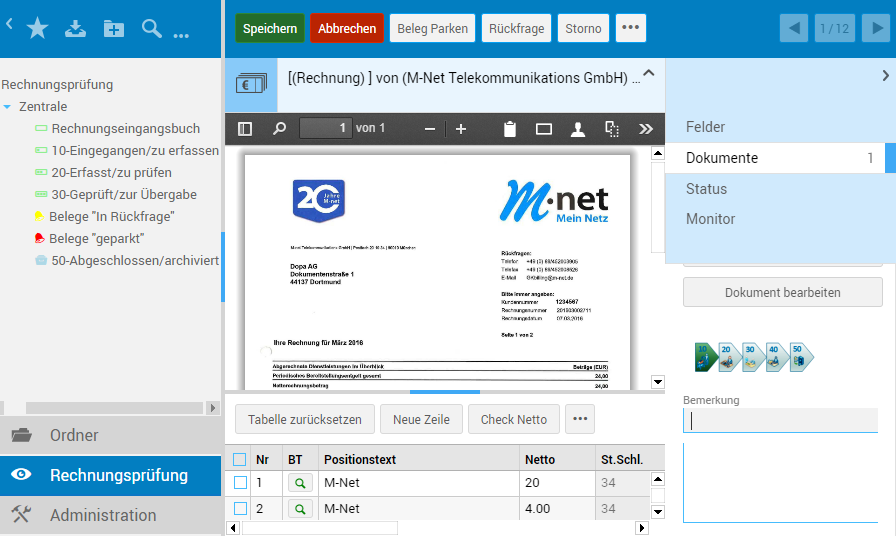 Speichern
Abbrechen
Beleg Parken
Rückfrage
Storno
•••
1 / 12
Rechnungsprüfung
Zentrale
Rechnungseingangsbuch
10-Eingegangen/zu erfassen
20-Erfasst/zu prüfen
30-Geprüft/zur Übergabe
Belege "In Rückfrage"
Belege "geparkt"
50-Abgeschlossen/archiviert
Ordner
Rechnungsprüfung
Administration
[(Rechnung) ] von (M-Net Telekommunikations GmbH) ...
1 von 1
20 Jahre M-net
M·net
Mein Netz
Dopa AG
Dokumentenstraße 1
44137 Dortmund
Rückfragen:
Telefon
Telefax
E-Mail
Bitte immer angeben:
Kundennummer 1234567
Rechnungsnummer
Rechnungsdatum 07.03.2016
Seite 1 von 2
Ihre Rechnung für März 2016
Abgerechnete Dienstleistungen im Überblick Beträge (EUR)
Periodisches Bereitstellungsentgelt gesamt 24,00
Nettorechnungsbetrag 24,00
Tabelle zurücksetzen
Neue Zeile
Check Netto
•••
Nr BT Positionstext Netto St.Schl.
1 M-Net 20 34
2 M-Net 4.00 34
Felder
Dokumente 1
Status
Monitor
Dokument bearbeiten
10 20 30 40 50
Bemerkung